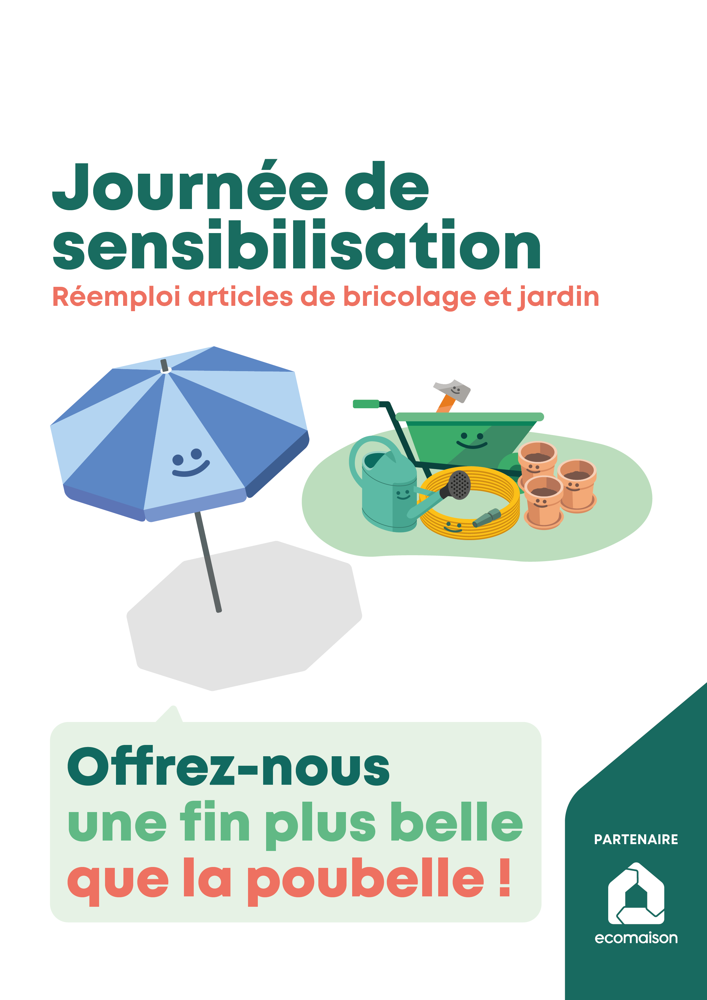 Journée de
sensibilisation
Réemploi articles de bricolage et jardin
Offrez-nous
une fin plus belle
que la poubelle !
PARTENAIRE
ecomaison